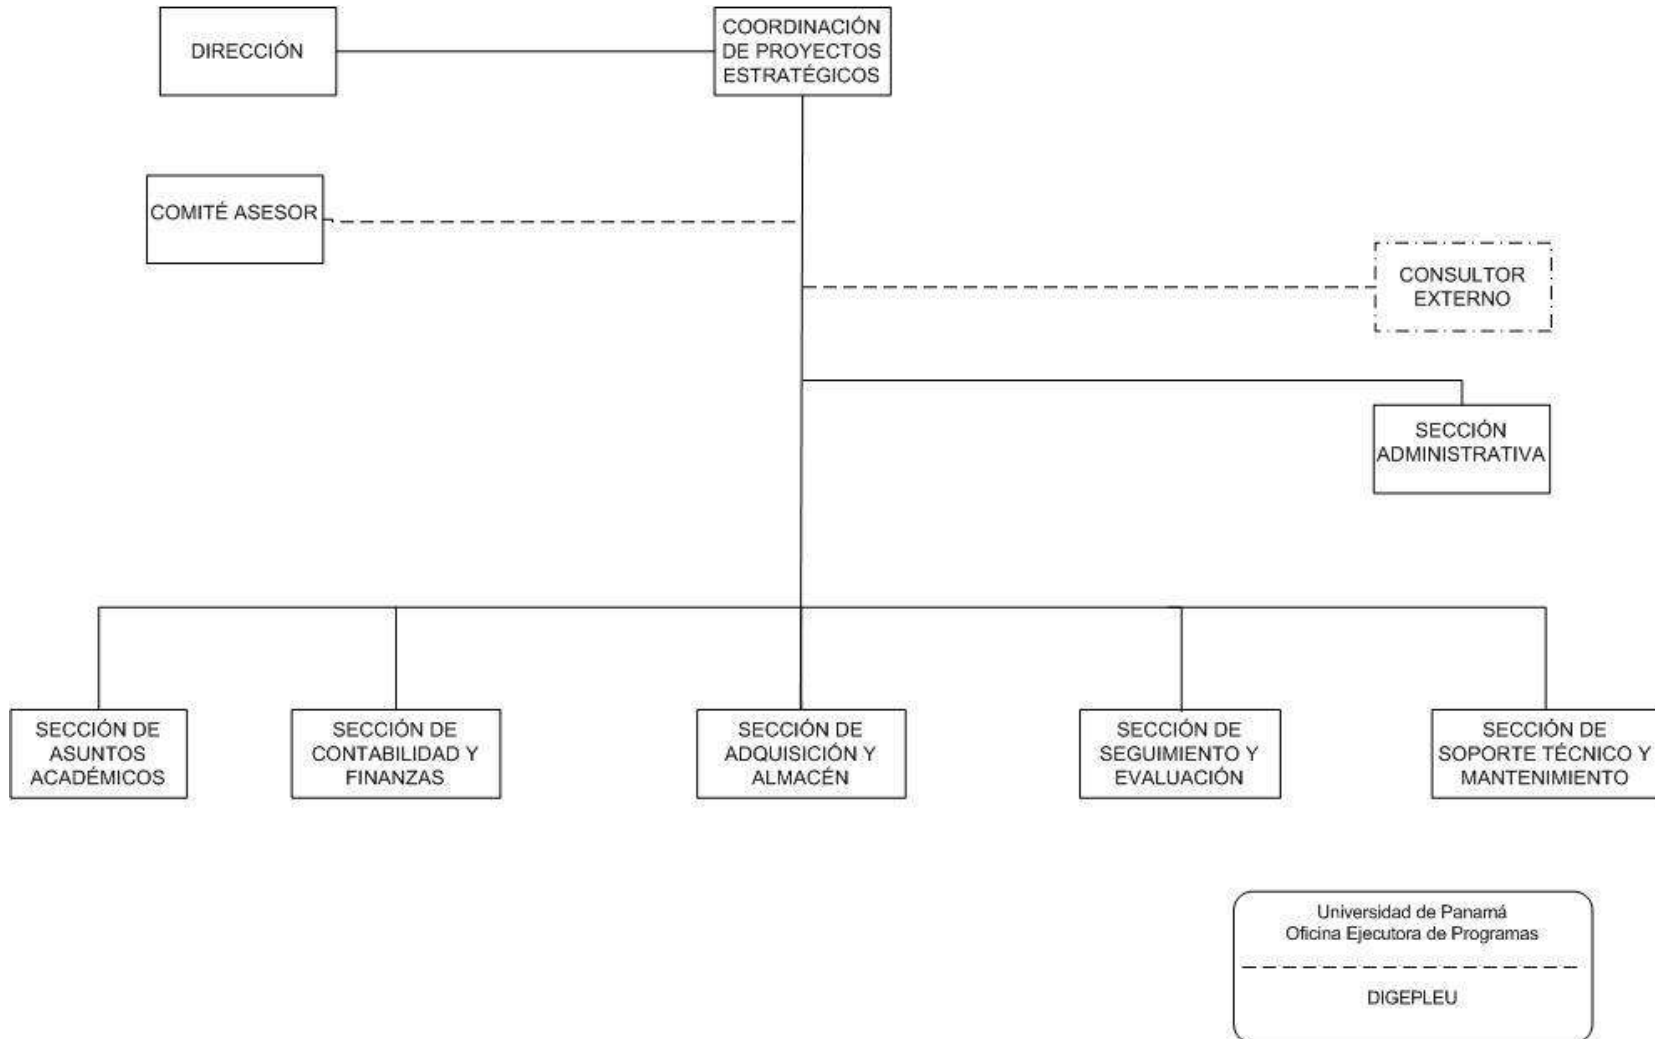 DIRECCIÓN
COORDINACIÓN
DE PROYECTOS
ESTRATÉGICOS
COMITÉ ASESOR
CONSULTOR
EXTERNO
SECCIÓN
ADMINISTRATIVA
SECCIÓN DE
ASUNTOS
ACADÉMICOS
SECCIÓN DE
CONTABILIDAD Y
FINANZAS
SECCIÓN DE
ADQUISICIÓN Y
ALMACÉN
SECCIÓN DE
SEGUIMIENTO Y
EVALUACIÓN
SECCIÓN DE
SOPORTE TÉCNICO Y
MANTENIMIENTO
Universidad de Panamá
Oficina Ejecutora de Programas
DIGEPLEU